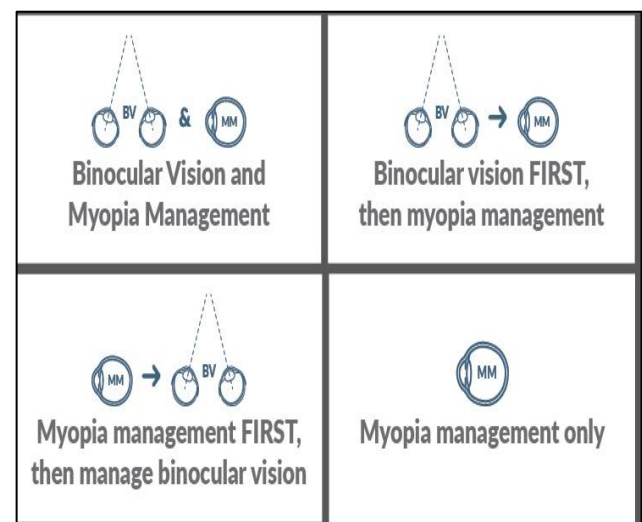 BV & MM
Binocular Vision and
Myopia Management
BV → MM
Binocular vision FIRST,
then myopia management
MM → BV
Myopia management FIRST,
then manage binocular vision
MM
Myopia management only